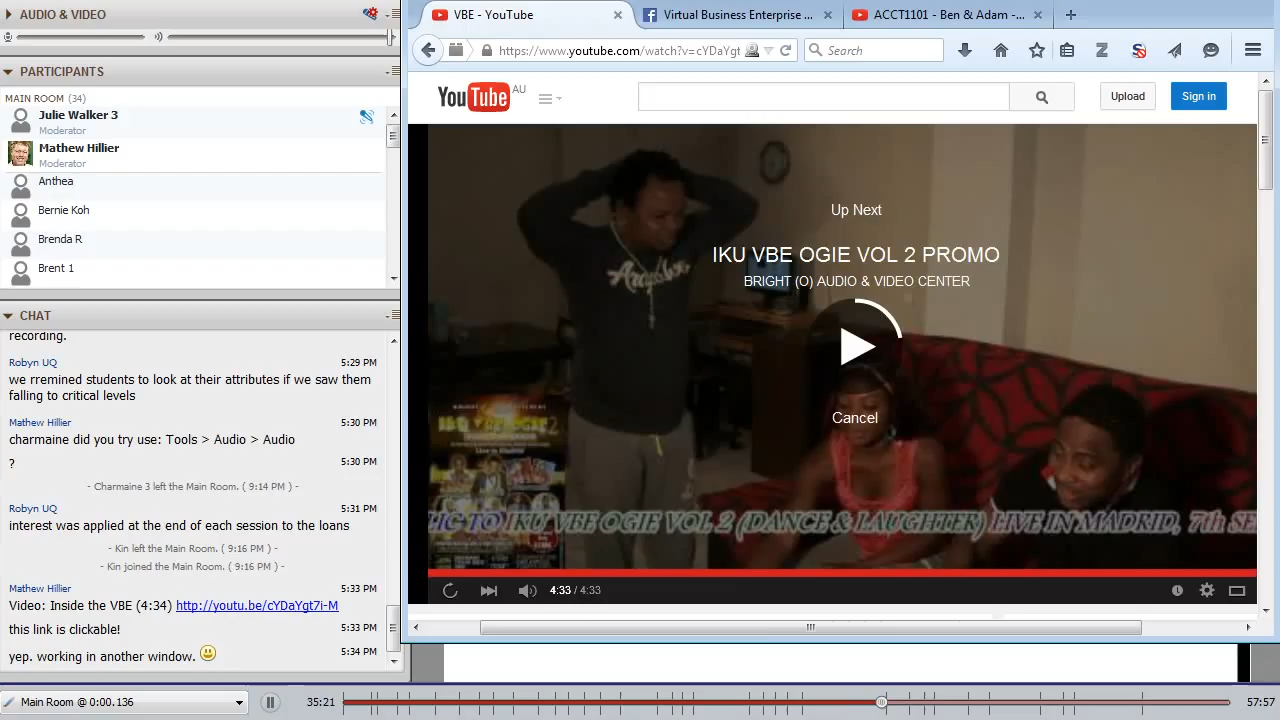 AUDIO & VIDEO
PARTICIPANTS
MAIN ROOM (34)
Julie Walker 3
Moderator
Mathew Hillier
Moderator
Anthea
Bernie Koh
Brenda R
Brent 1
CHAT
recording.
Robyn UQ 5:29 PM
we rremined students to look at their attributes if we saw them
falling to critical levels
Mathew Hillier 5:30 PM
charmaine did you try use: Tools > Audio > Audio
? 5:30 PM
- Charmaine 3 left the Main Room. ( 9:14 PM ) -
Robyn UQ 5:31 PM
interest was applied at the end of each session to the loans
- Kin left the Main Room. ( 9:16 PM ) -
- Kin joined the Main Room. ( 9:16 PM ) -
Mathew Hillier 5:33 PM
Video: Inside the VBE (4:34) http://youtu.be/cYDaYgt7i-M
this link is clickable! 5:33 PM
yep. working in another window. 5:34 PM
VBE - YouTube
Virtual Business Enterprise ...
ACCT1101 - Ben & Adam -...
https://www.youtube.com/watch?v=cYDaYgt
Search
YouTube AU
Upload
Sign in
Up Next
IKU VBE OGIE VOL 2 PROMO
BRIGHT (O) AUDIO & VIDEO CENTER
Cancel
TO IKU VBE OGIE VOL 2 (DANCE & LAUGHTER) LIVE IN MADRID, 7th SE
4:33 / 4:33
Main Room @ 0:00.136
35:21
57:57